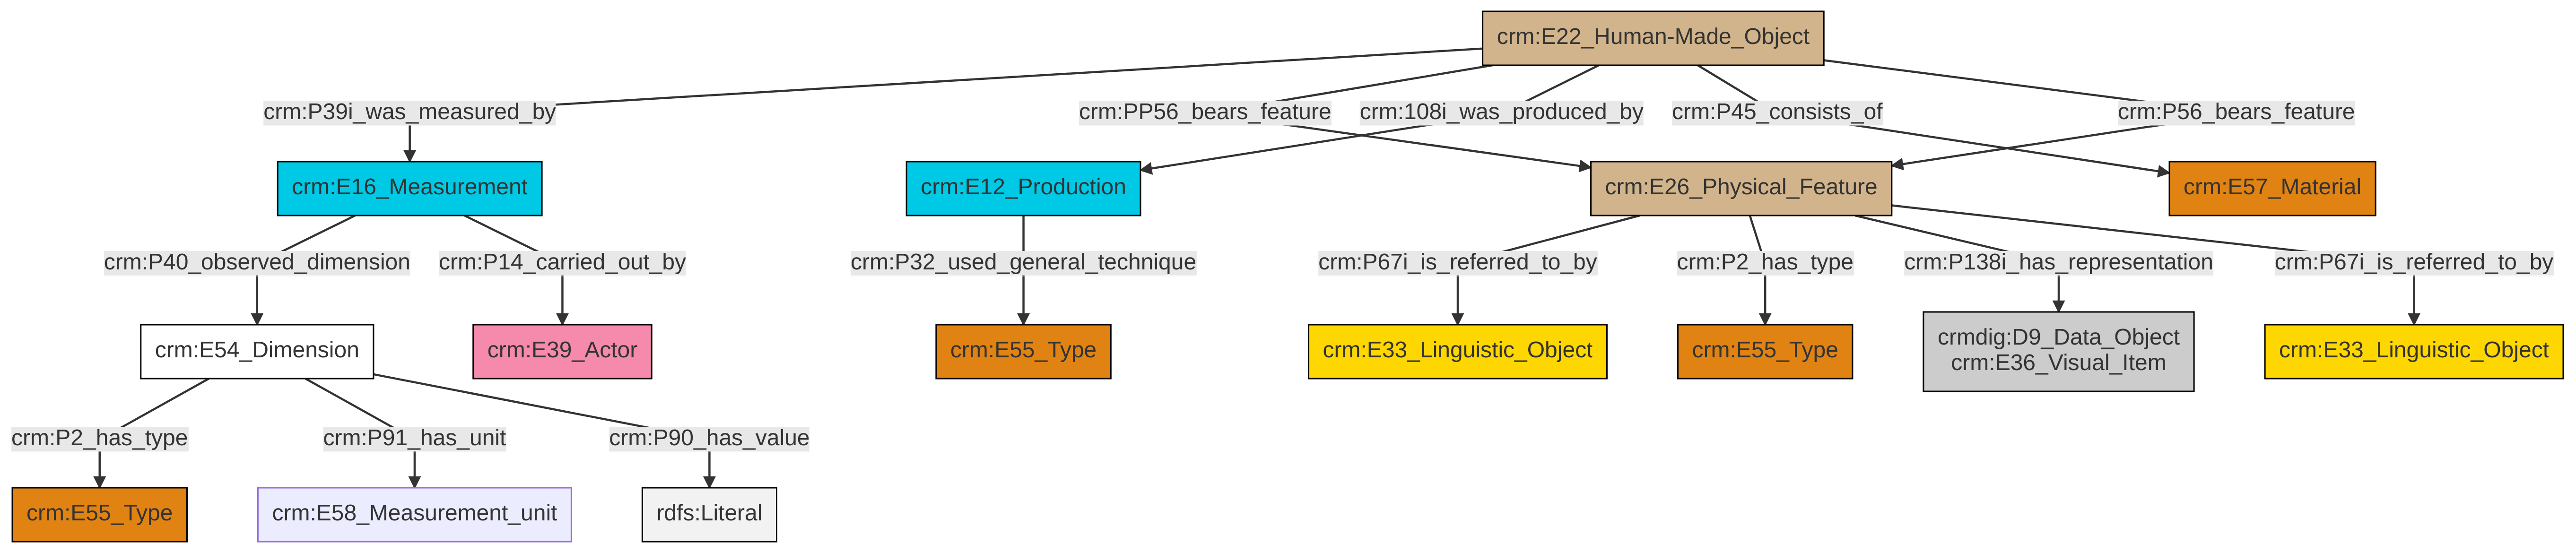 crm:E22_Human-Made_Object
crm:P39i_was_measured_by
crm:PP56_bears_feature
crm:108i_was_produced_by
crm:P45_consists_of
crm:P56_bears_feature
crm:E16_Measurement
crm:E12_Production
crm:E26_Physical_Feature
crm:E57_Material
crm:P40_observed_dimension
crm:P14_carried_out_by
crm:P32_used_general_technique
crm:P67i_is_referred_to_by
crm:P2_has_type
crm:P138i_has_representation
crm:P67i_is_referred_to_by
crm:E54_Dimension
crm:E39_Actor
crm:E55_Type
crm:E33_Linguistic_Object
crm:E55_Type
crmdig:D9_Data_Object
crm:E36_Visual_Item
crm:E33_Linguistic_Object
crm:P2_has_type
crm:P91_has_unit
crm:P90_has_value
crm:E55_Type
crm:E58_Measurement_unit
rdfs:Literal